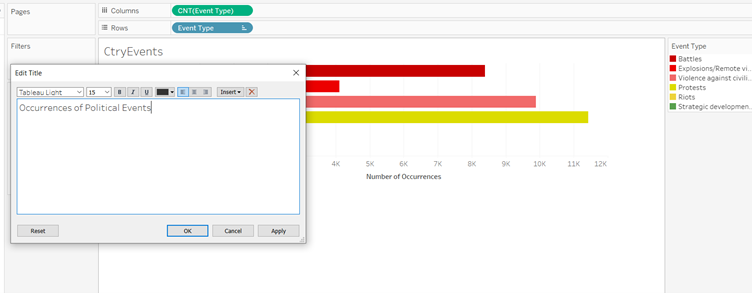 Pages
Columns
CNT(Event Type)
Rows
Event Type
Filters
CtryEvents
Event Type
Battles
Explosions/Remote vi...
Violence against civili...
Protests
Riots
Strategic developmen...
Edit Title
Tableau Light
15
B I U
Insert
Occurrences of Political Events
Reset
OK
Cancel
Apply
4K 5K 6K 7K 8K 9K 10K 11K 12K
Number of Occurrences